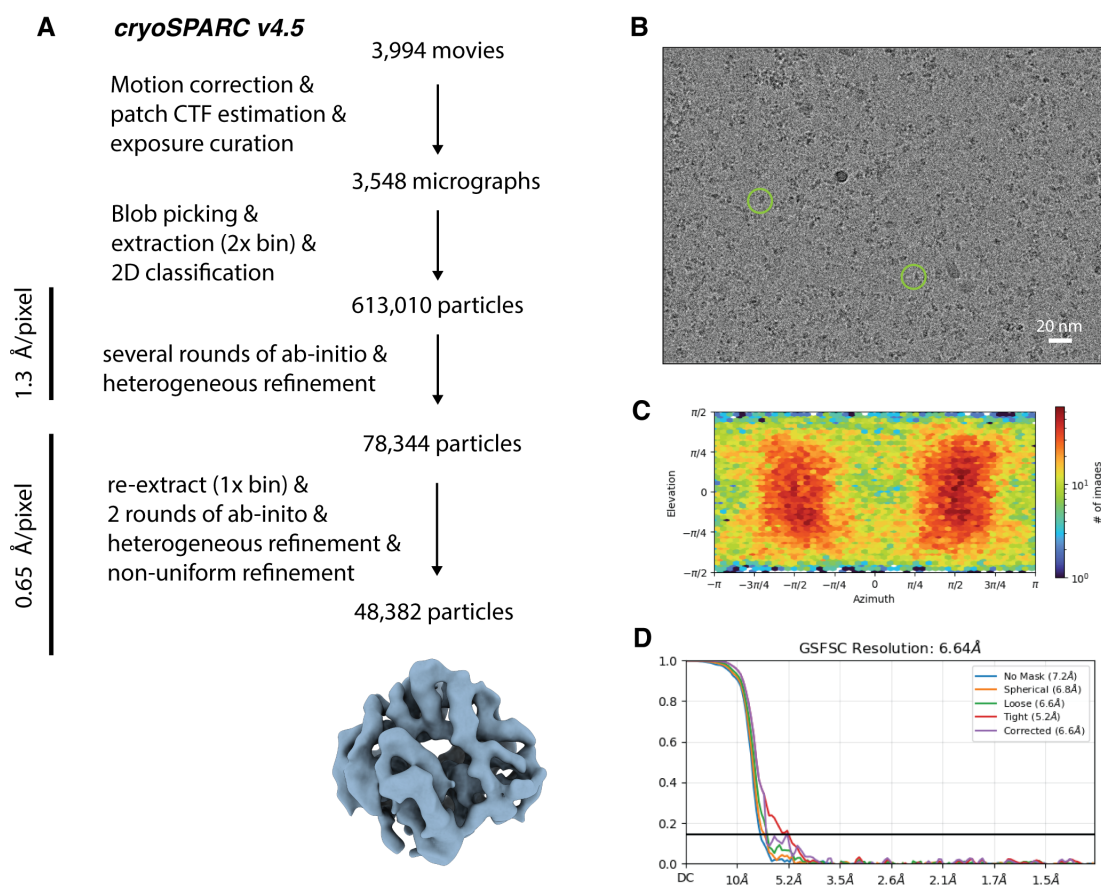 A
cryoSPARC v4.5
3,994 movies
Motion correction &
patch CTF estimation &
exposure curation
3,548 micrographs
Blob picking &
extraction (2x bin) &
2D classification
613,010 particles
1.3 Å/pixel
several rounds of ab-initio &
heterogeneous refinement
78,344 particles
0.65 Å/pixel
re-extract (1x bin) &
2 rounds of ab-inito &
heterogeneous refinement &
non-uniform refinement
48,382 particles
B
20 nm
C
π/2
π/4
0
−π/4
−π/2
Elevation
−π
−3π/4
−π/2
−π/4
0
π/4
π/2
3π/4
π
Azimuth
10¹
10⁰
# of images
D
GSFSC Resolution: 6.64Å
1.0
0.8
0.6
0.4
0.2
0.0
No Mask (7.2Å)
Spherical (6.8Å)
Loose (6.6Å)
Tight (5.2Å)
Corrected (6.6Å)
DC
10Å
5.2Å
3.5Å
2.6Å
2.1Å
1.7Å
1.5Å